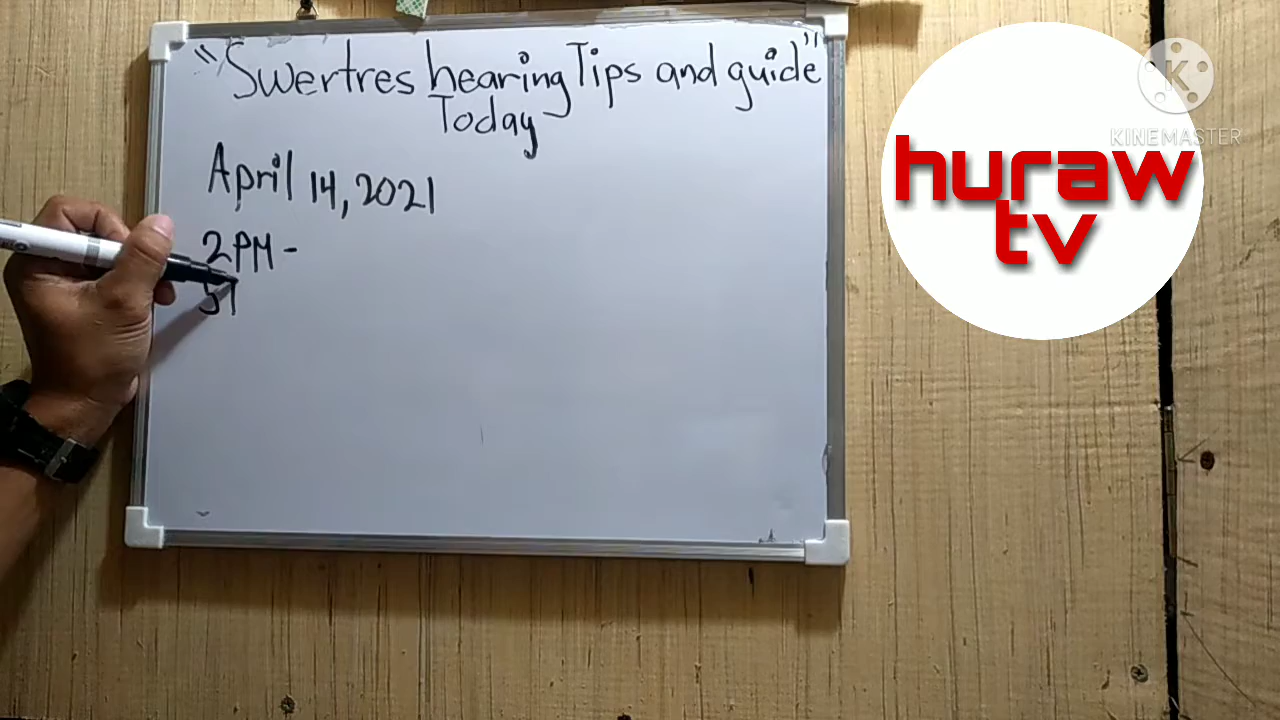 "Swertres hearing Tips and guide"
Today
April 14, 2021
2PM -
KINEMASTER
huraw
tv